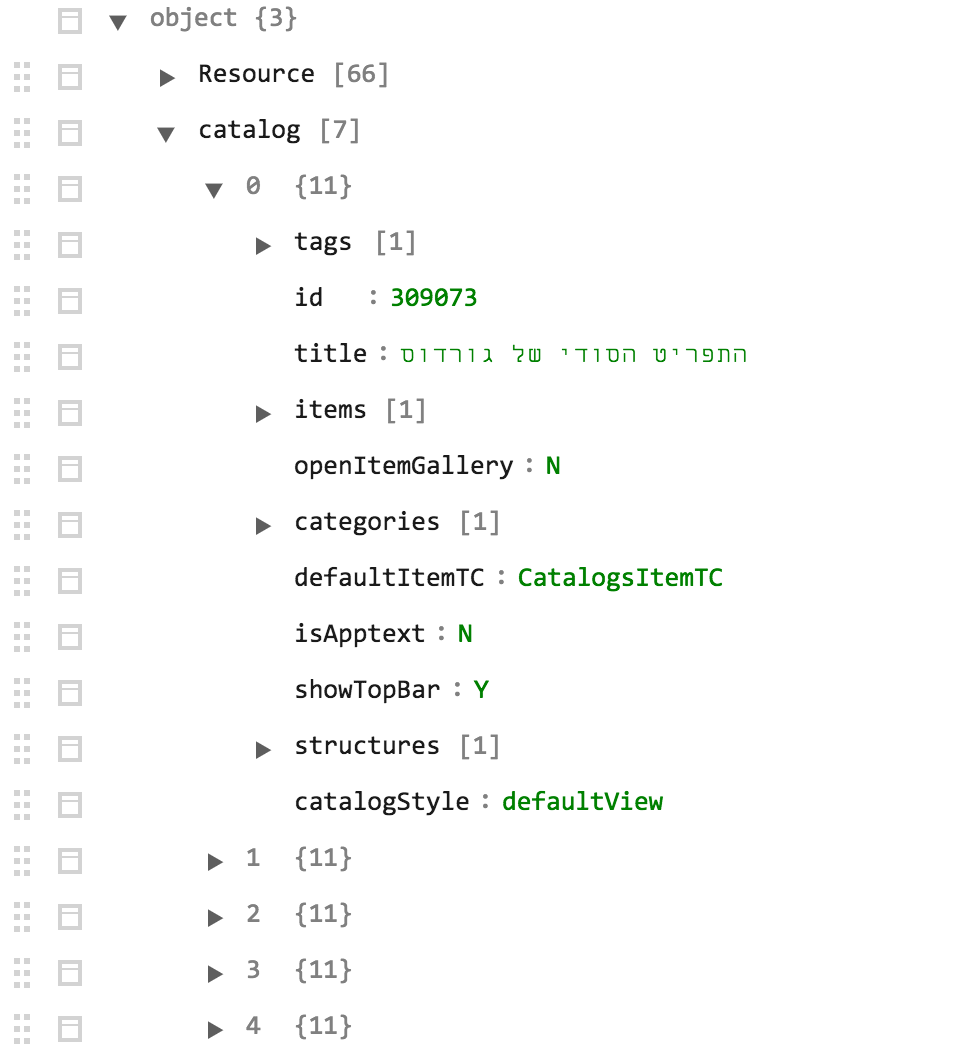 object {3}
Resource [66]
catalog [7]
0 {11}
tags [1]
id : 309073
title : התפריט הסודי של גורדוס
items [1]
openItemGallery : N
categories [1]
defaultItemTC : CatalogsItemTC
isApptext : N
showTopBar : Y
structures [1]
catalogStyle : defaultView
1 {11}
2 {11}
3 {11}
4 {11}